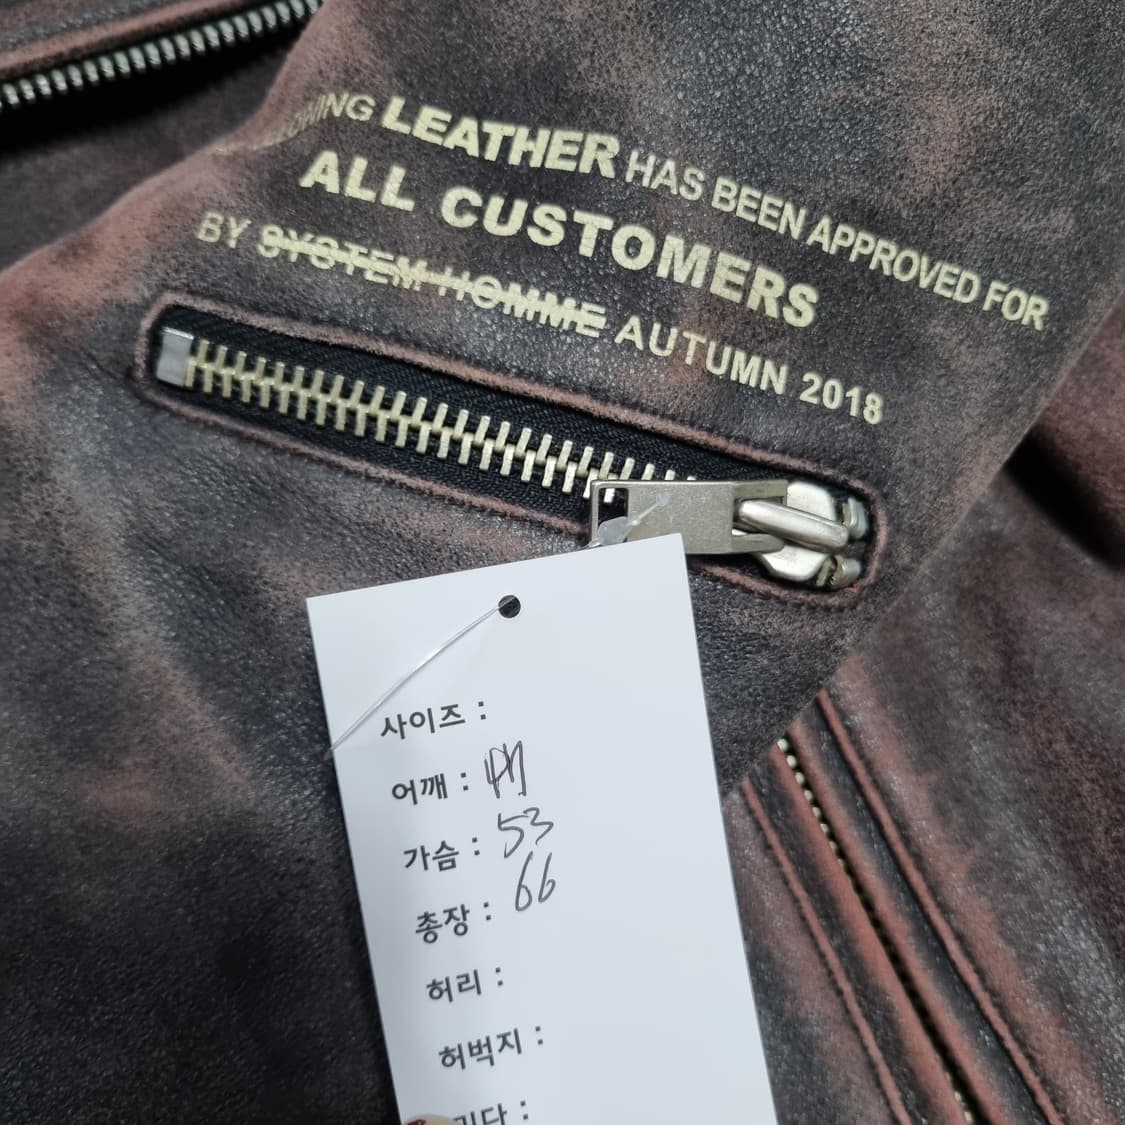 LEATHER HAS BEEN APPROVED FOR
ALL CUSTOMERS
BY SYSTEM HOMME AUTUMN 2018
사이즈 :
어깨 :
가슴 : 53
총장 : 66
허리 :
허벅지 :